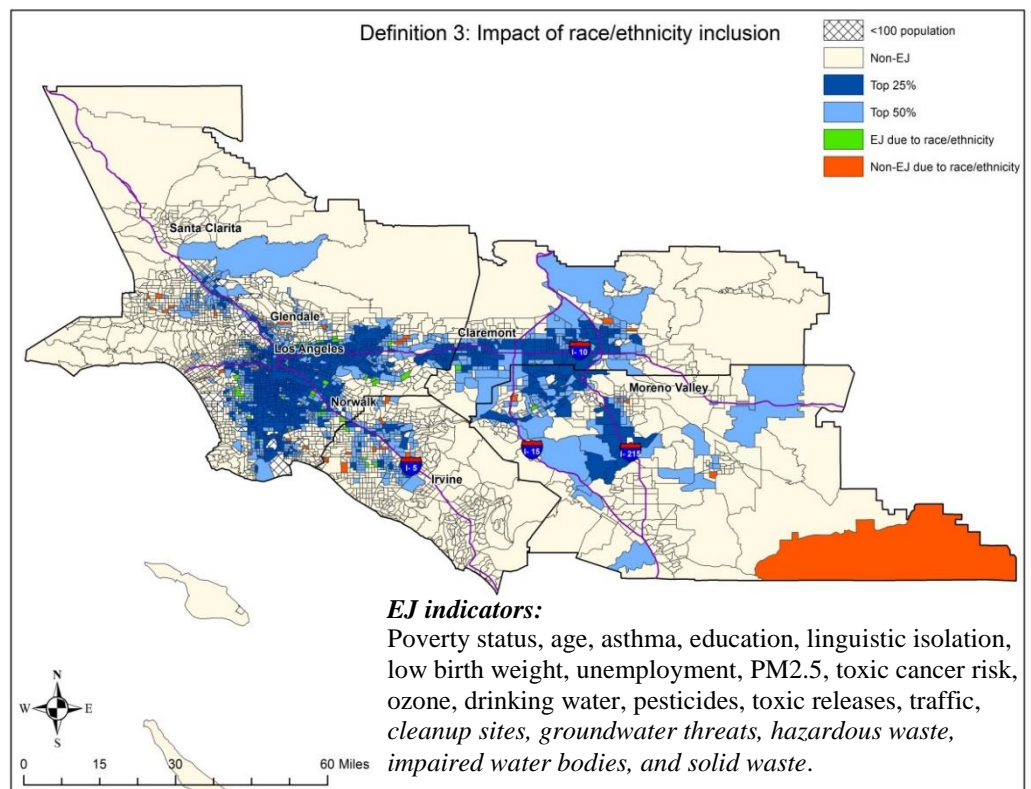 Definition 3: Impact of race/ethnicity inclusion
<100 population
Non-EJ
Top 25%
Top 50%
EJ due to race/ethnicity
Non-EJ due to race/ethnicity
Santa Clarita
Glendale
Claremont
Los Angeles
I-10
Moreno Valley
Norwalk
I-15
I-215
I-5
Irvine
EJ indicators:
Poverty status, age, asthma, education, linguistic isolation,
low birth weight, unemployment, PM2.5, toxic cancer risk,
ozone, drinking water, pesticides, toxic releases, traffic,
cleanup sites, groundwater threats, hazardous waste,
impaired water bodies, and solid waste.
N
W E
S
0 15 30 60 Miles